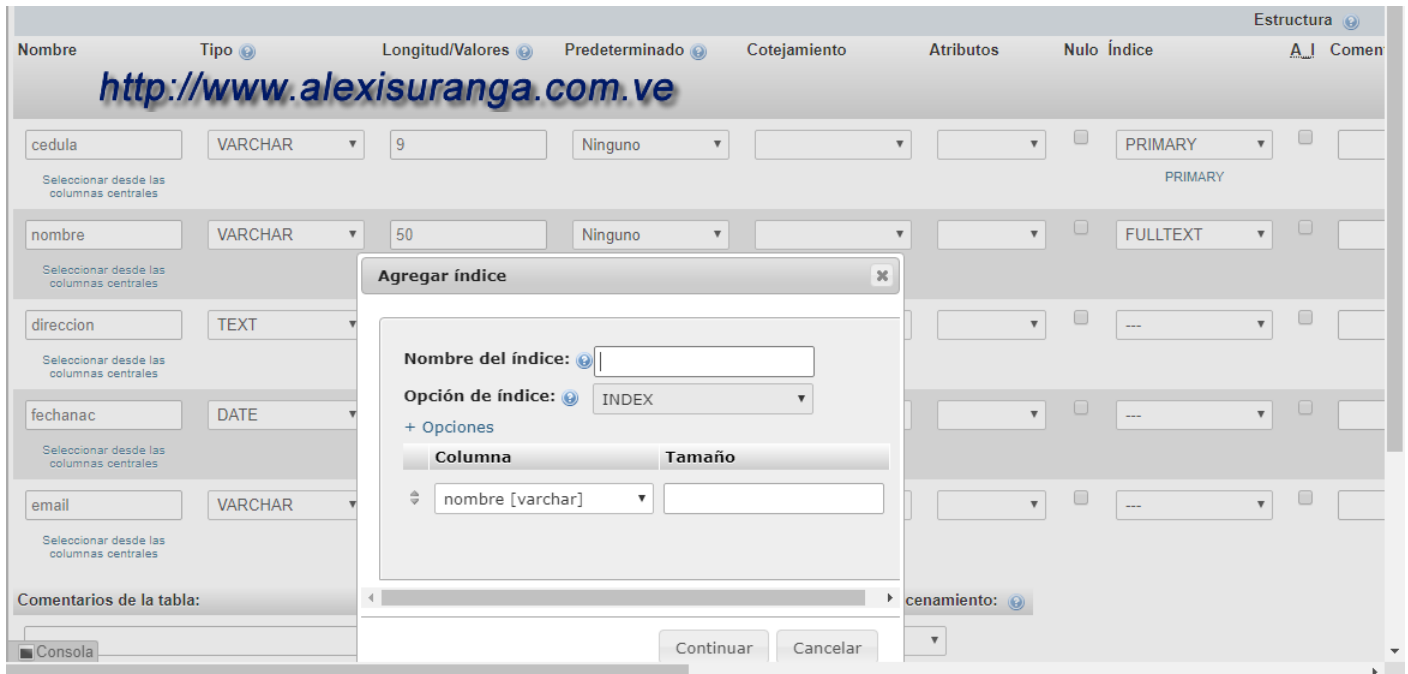 Estructura
Nombre Tipo Longitud/Valores Predeterminado Cotejamiento Atributos Nulo Índice A_I Comen
http://www.alexisuranga.com.ve
cedula VARCHAR 9 Ninguno PRIMARY
Seleccionar desde las
columnas centrales
PRIMARY
nombre VARCHAR 50 Ninguno FULLTEXT
Seleccionar desde las
columnas centrales
Agregar índice
direccion TEXT ---
Seleccionar desde las
columnas centrales
Nombre del índice:
Opción de índice: INDEX
fechanac DATE ---
+ Opciones
Seleccionar desde las
columnas centrales
Columna Tamaño
email VARCHAR ---
nombre [varchar]
Seleccionar desde las
columnas centrales
Comentarios de la tabla: cenamiento:
Continuar Cancelar
Consola